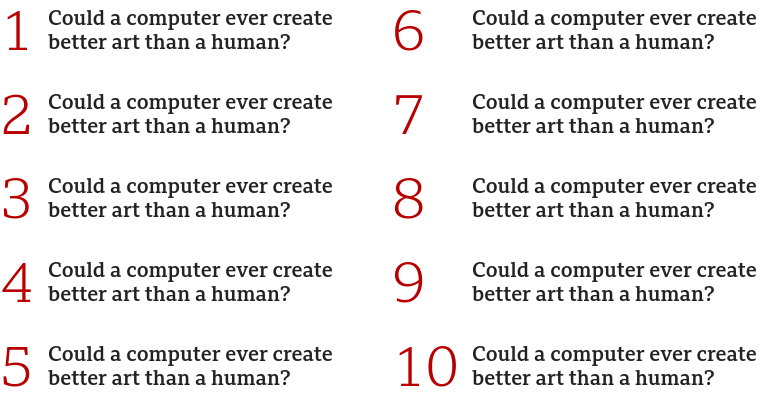 1 Could a computer ever create
better art than a human?
2 Could a computer ever create
better art than a human?
3 Could a computer ever create
better art than a human?
4 Could a computer ever create
better art than a human?
5 Could a computer ever create
better art than a human?
6 Could a computer ever create
better art than a human?
7 Could a computer ever create
better art than a human?
8 Could a computer ever create
better art than a human?
9 Could a computer ever create
better art than a human?
10 Could a computer ever create
better art than a human?